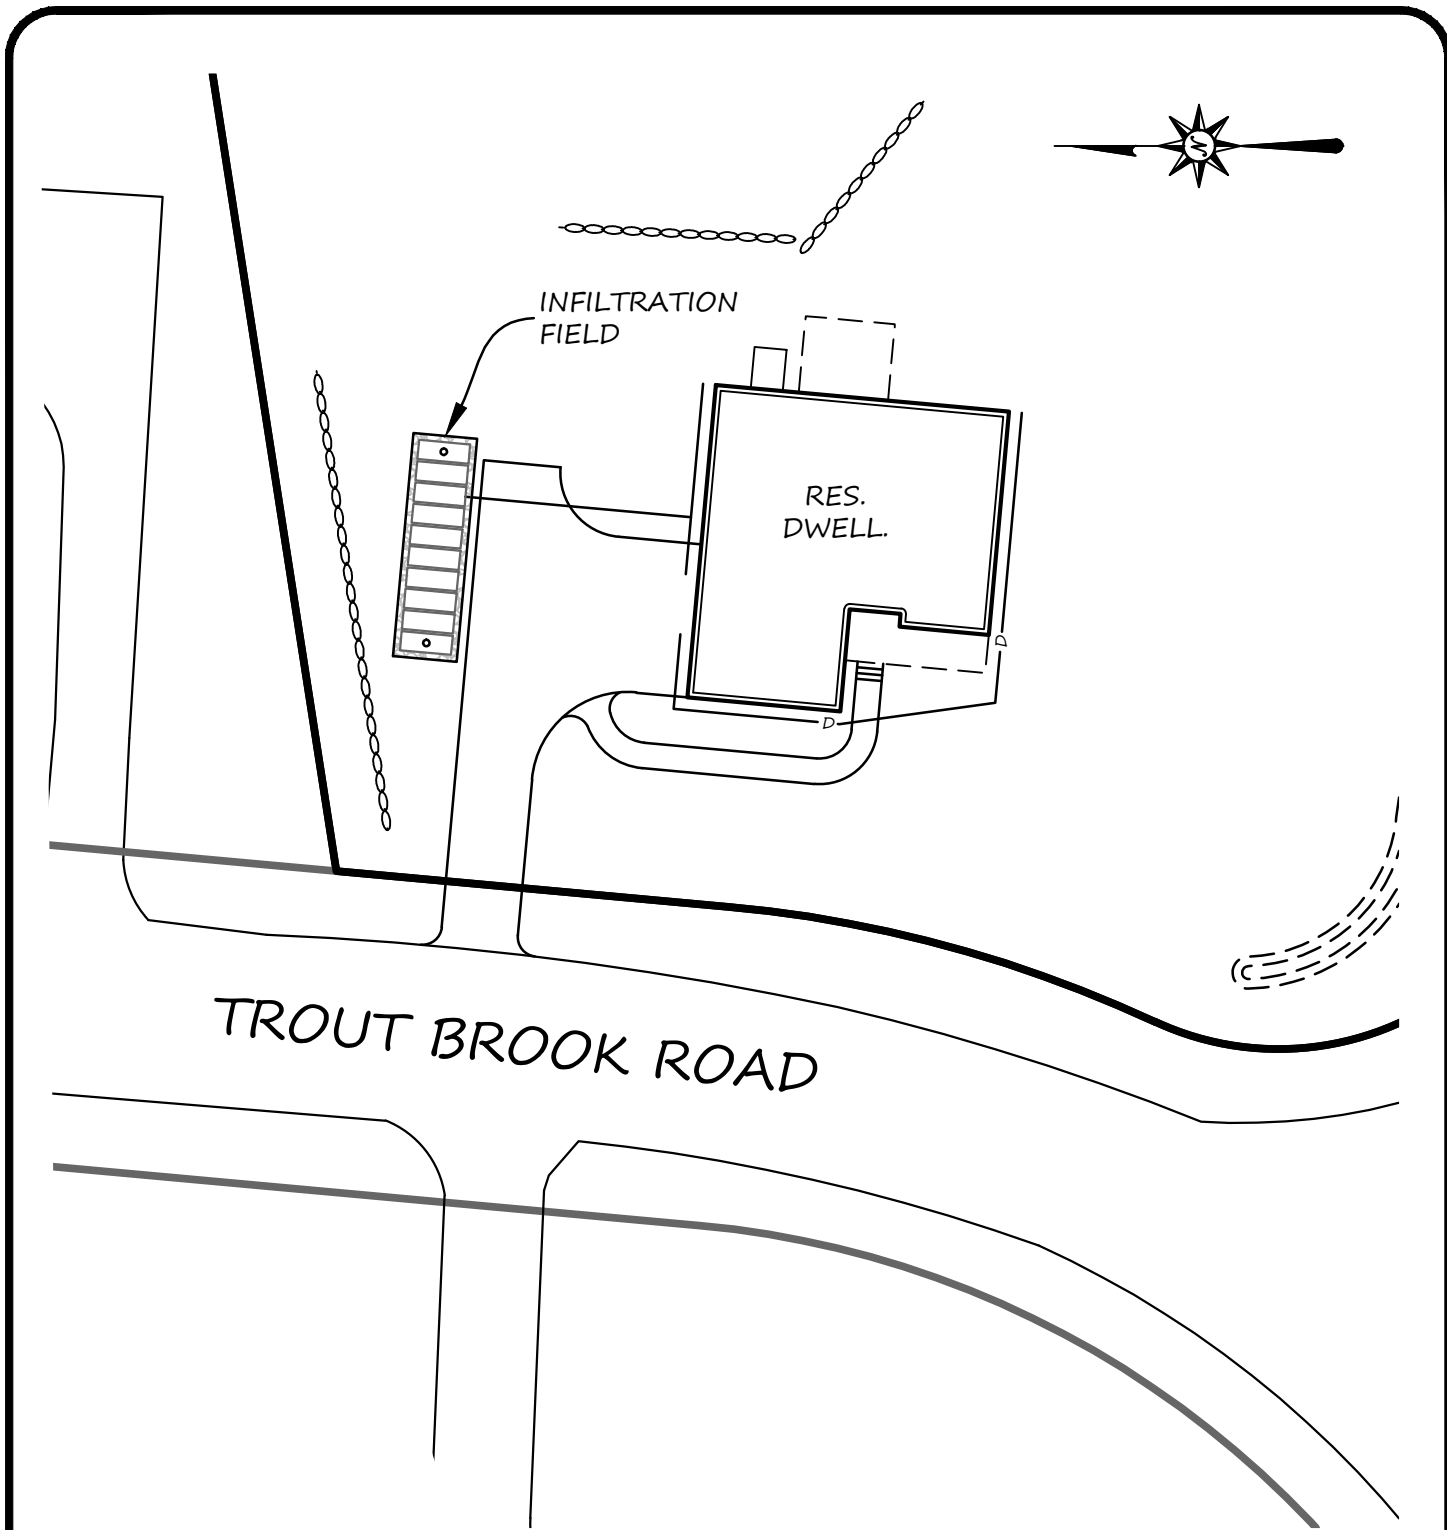 N
INFILTRATION
FIELD
RES.
DWELL.
D
D
TROUT BROOK ROAD